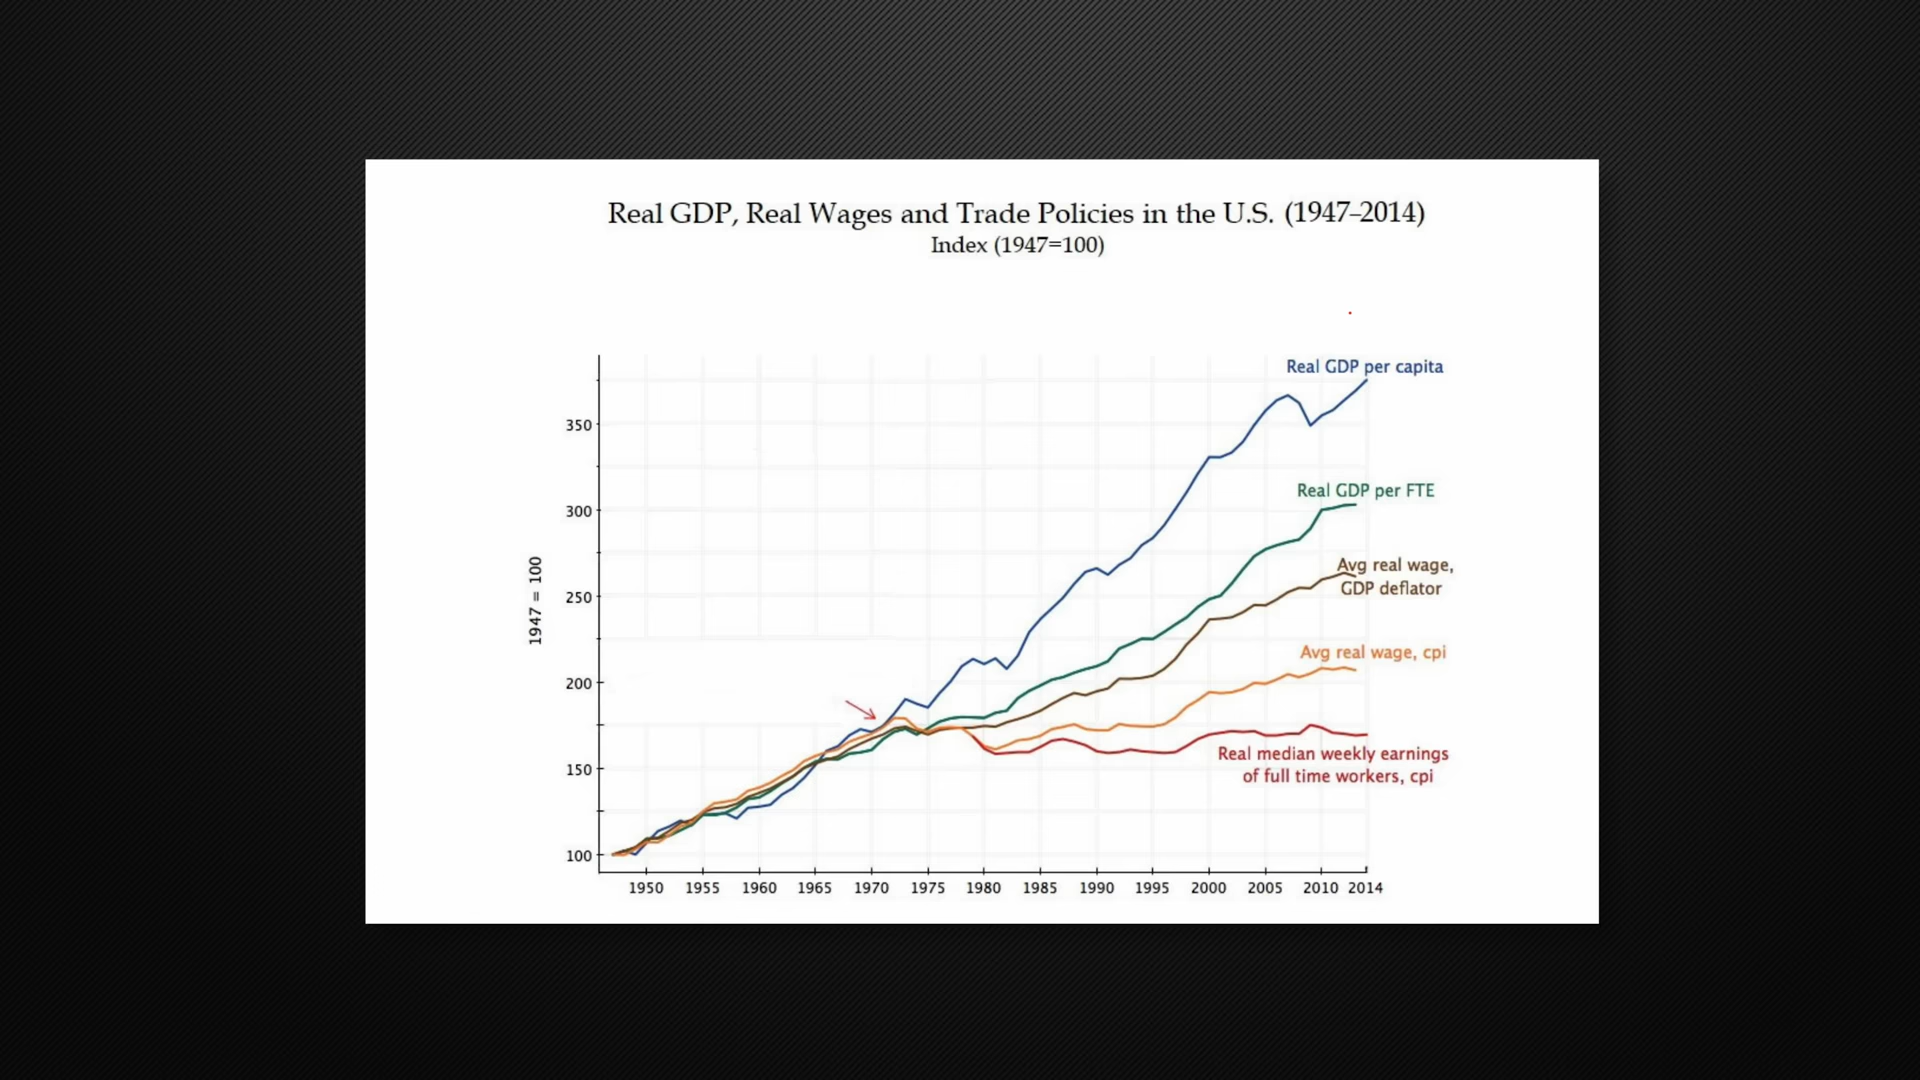 Real GDP, Real Wages and Trade Policies in the U.S. (1947–2014)
Index (1947=100)
Real GDP per capita
350
Real GDP per FTE
300
Avg real wage,
GDP deflator
1947 = 100
250
Avg real wage, cpi
200
Real median weekly earnings
of full time workers, cpi
150
100
1950 1955 1960 1965 1970 1975 1980 1985 1990 1995 2000 2005 2010 2014